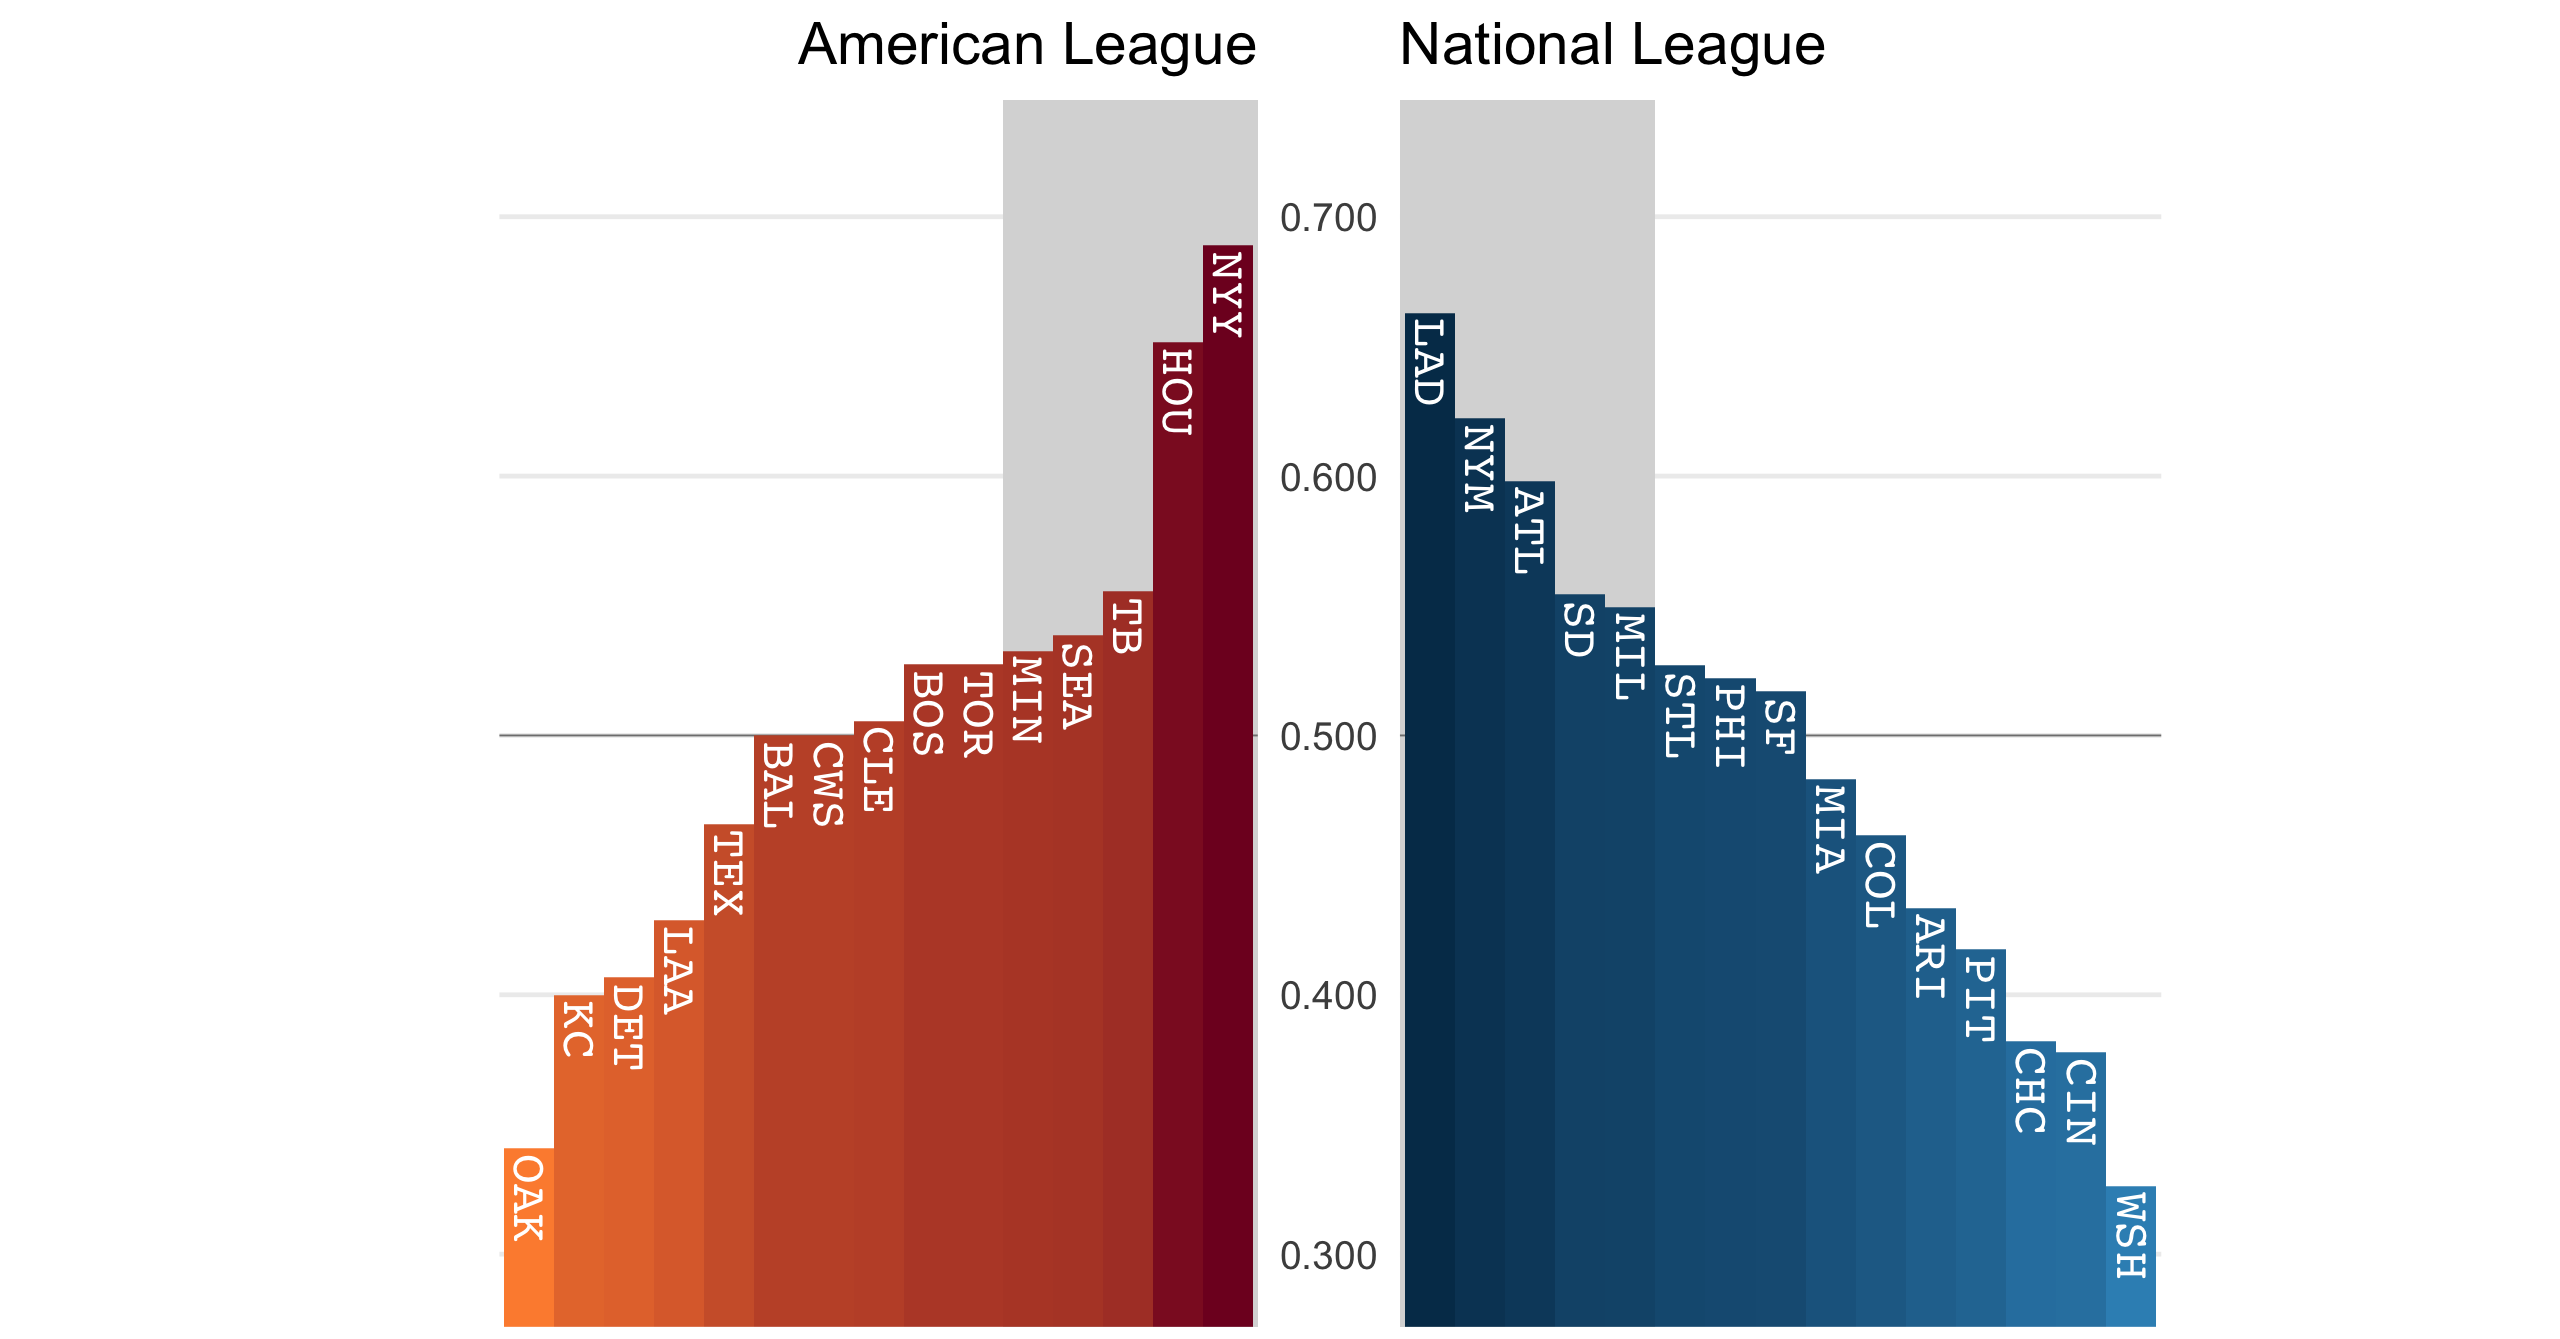 American League
National League
0.700
0.600
0.500
0.400
0.300
OAK
KC
DET
LAA
TEX
BAL
CWS
CLE
BOS
TOR
MIN
SEA
TB
HOU
NYY
LAD
NYM
ATL
SD
MIL
STL
PHI
SF
MIA
COL
ARI
PIT
CHC
CIN
WSH